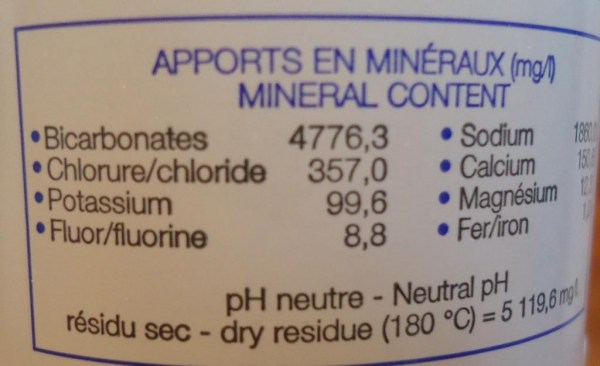 APPORTS EN MINÉRAUX (mg/l)
MINERAL CONTENT
• Bicarbonates 4776,3 • Sodium
• Chlorure/chloride 357,0 • Calcium
• Potassium 99,6 • Magnésium
• Fluor/fluorine 8,8 • Fer/iron
pH neutre - Neutral pH
résidu sec - dry residue (180 °C) = 5 119,6 mg/l